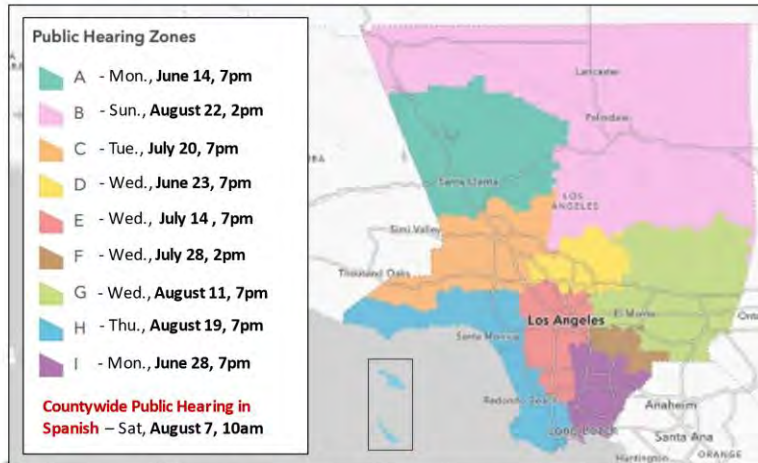 Public Hearing Zones
A - Mon., June 14, 7pm
B - Sun., August 22, 2pm
C - Tue., July 20, 7pm
D - Wed., June 23, 7pm
E - Wed., July 14 , 7pm
F - Wed., July 28, 2pm
G - Wed., August 11, 7pm
H - Thu., August 19, 7pm
I - Mon., June 28, 7pm
Countywide Public Hearing in
Spanish – Sat, August 7, 10am
Lancaster
Palmdale
Santa Clarita
LOS
ANGELES
Simi Valley
Thousand Oaks
El Monte
Los Angeles
Santa Monica
Redondo Beach
Anaheim
Long Beach
Santa Ana
Huntington
ORANGE